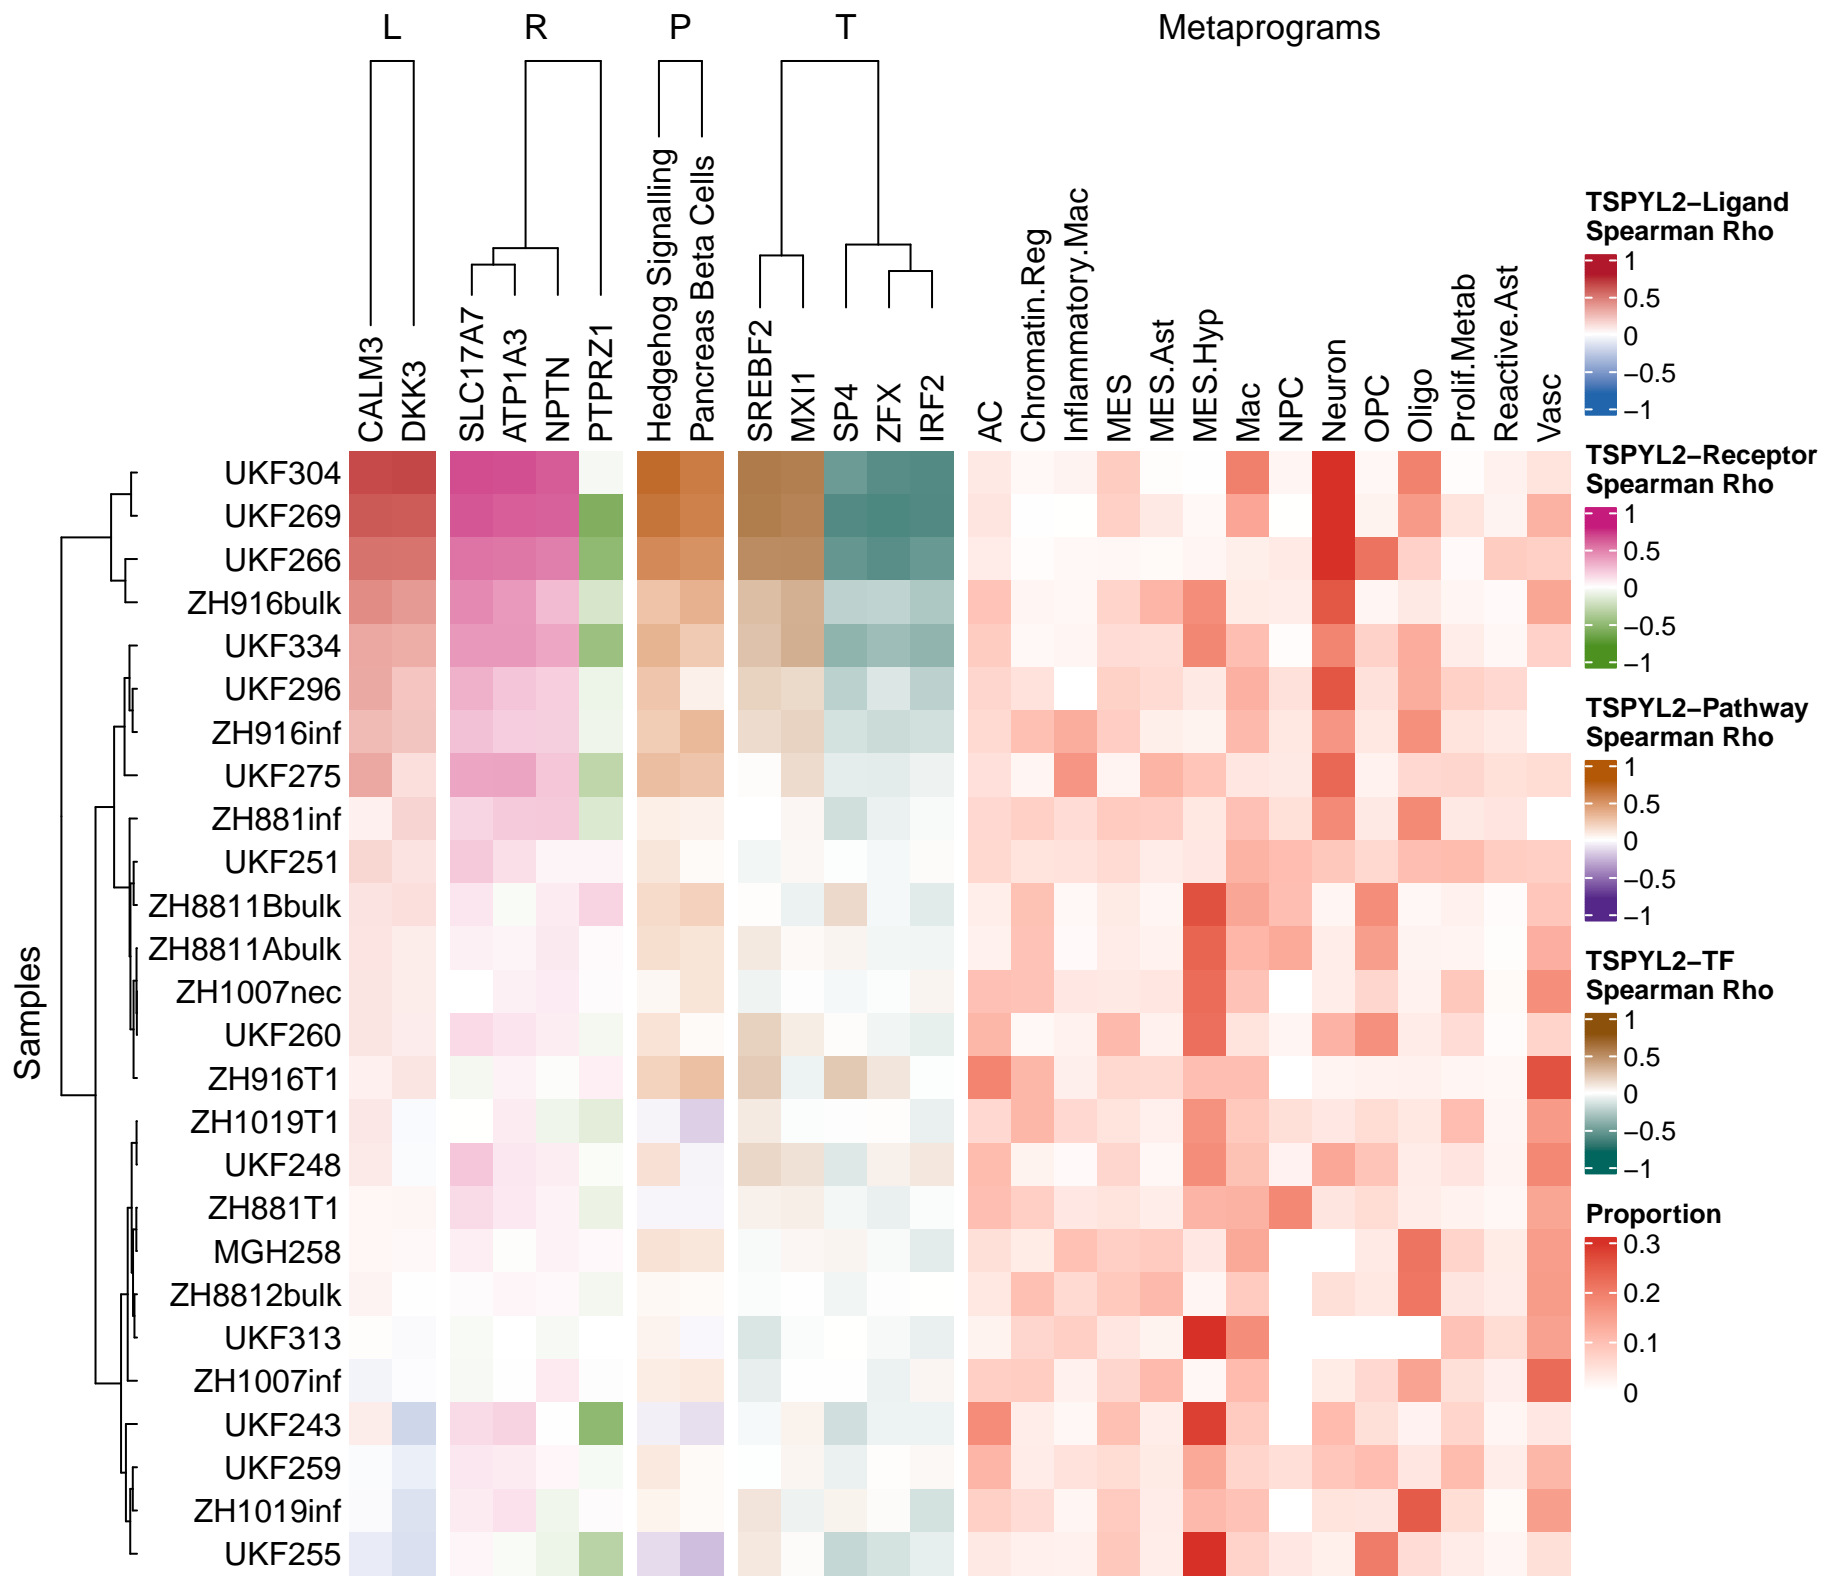 L R P T Metaprograms
CALM3
DKK3
SLC17A7
ATP1A3
NPTN
PTPRZ1
Hedgehog Signalling
Pancreas Beta Cells
SREBF2
MXI1
SP4
ZFX
IRF2
AC
Chromatin.Reg
Inflammatory.Mac
MES
MES.Ast
MES.Hyp
Mac
NPC
Neuron
OPC
Oligo
Prolif.Metab
Reactive.Ast
Vasc
Samples
UKF304
UKF269
UKF266
ZH916bulk
UKF334
UKF296
ZH916inf
UKF275
ZH881inf
UKF251
ZH8811Bbulk
ZH8811Abulk
ZH1007nec
UKF260
ZH916T1
ZH1019T1
UKF248
ZH881T1
MGH258
ZH8812bulk
UKF313
ZH1007inf
UKF243
UKF259
ZH1019inf
UKF255
TSPYL2−Ligand
Spearman Rho
1
0.5
0
−0.5
−1
TSPYL2−Receptor
Spearman Rho
1
0.5
0
−0.5
−1
TSPYL2−Pathway
Spearman Rho
1
0.5
0
−0.5
−1
TSPYL2−TF
Spearman Rho
1
0.5
0
−0.5
−1
Proportion
0.3
0.2
0.1
0